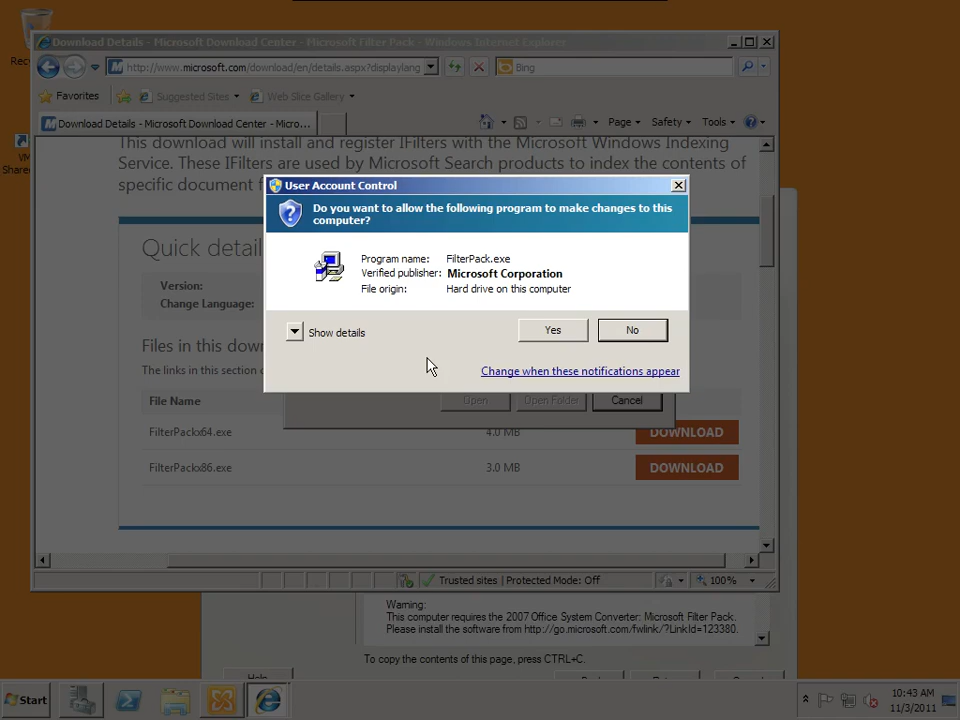 Download Details - Microsoft Download Center - Microsoft Filter Pack - Windows Internet Explorer
http://www.microsoft.com/download/en/details.aspx?displaylang
Bing
Favorites
Suggested Sites
Web Slice Gallery
Download Details - Microsoft Download Center - Micro...
Page
Safety
Tools
This download will install and register IFilters with the Microsoft Windows Indexing
Service. These IFilters are used by Microsoft Search products to index the contents of
specific document
User Account Control
Do you want to allow the following program to make changes to this
computer?
Program name: FilterPack.exe
Verified publisher: Microsoft Corporation
File origin: Hard drive on this computer
Show details
Yes
No
Change when these notifications appear
Quick detail
Version:
Change Language:
Files in this dow
The links in this section
Open
Open Folder
Cancel
File Name
FilterPackx64.exe 4.0 MB DOWNLOAD
FilterPackx86.exe 3.0 MB DOWNLOAD
Trusted sites | Protected Mode: Off
100%
Warning:
This computer requires the 2007 Office System Converter: Microsoft Filter Pack.
Please install the software from http://go.microsoft.com/fwlink/?LinkId=123380.
To copy the contents of this page, press CTRL+C.
Start
10:43 AM
11/3/2011